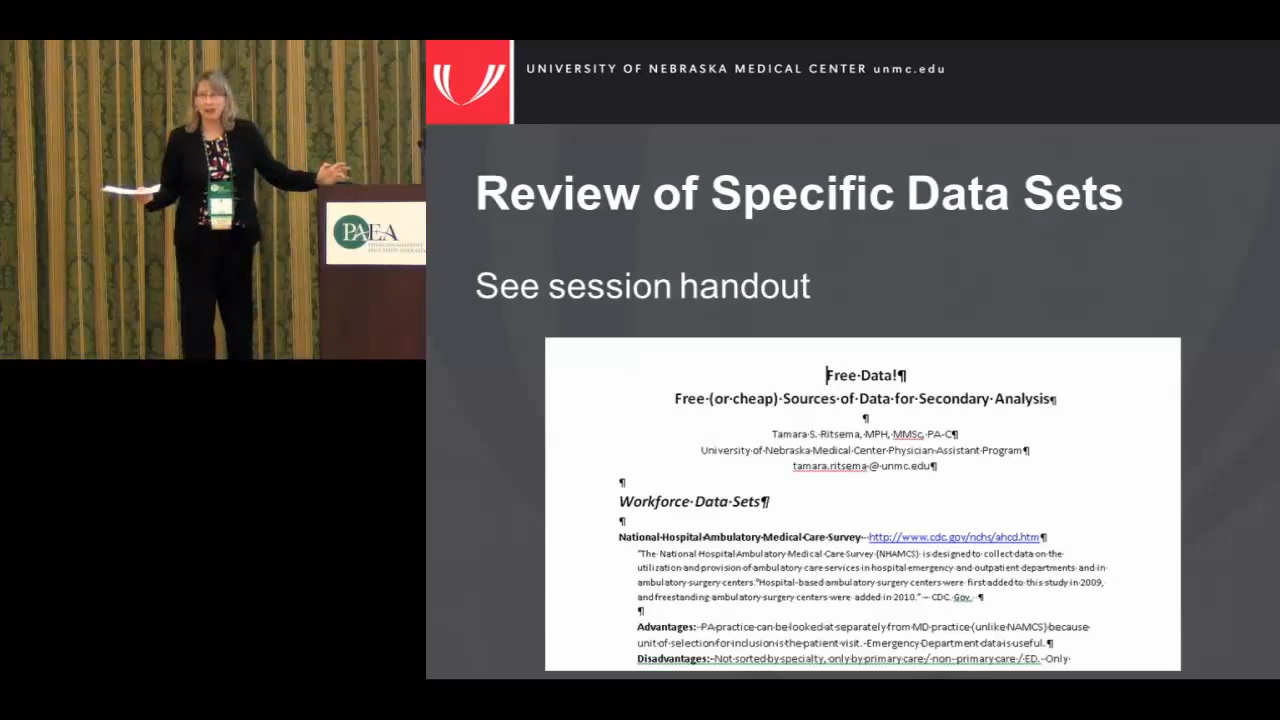 UNIVERSITY OF NEBRASKA MEDICAL CENTER unmc.edu
Review of Specific Data Sets
See session handout
PAEA
Free·Data!¶
Free·(or·cheap)·Sources·of·Data·for·Secondary·Analysis¶
¶
Tamara·S.·Ritsema,·MPH,·MMSc,·PA-C¶
University·of·Nebraska·Medical·Center·Physician·Assistant·Program¶
tamara.ritsema·@·unmc.edu¶
¶
Workforce·Data·Sets¶
¶
National·Hospital·Ambulatory·Medical·Care·Survey·-·http://www.cdc.gov/nchs/ahcd.htm¶
"The·National·Hospital·Ambulatory·Medical·Care·Survey·(NHAMCS)·is·designed·to·collect·data·on·the·
utilization·and·provision·of·ambulatory·care·services·in·hospital·emergency·and·outpatient·departments·and·in·
ambulatory·surgery·centers.°Hospital-based·ambulatory·surgery·centers·were·first·added·to·this·study·in·2009,·
and·freestanding·ambulatory·surgery·centers·were·added·in·2010."·–·CDC.·Gov.·¶
¶
Advantages:·PA·practice·can·be·looked·at·separately·from·MD·practice·(unlike·NAMCS)·because·
unit·of·selection·for·inclusion·is·the·patient·visit.·Emergency·Department·data·is·useful.¶
Disadvantages:·Not·sorted·by·specialty,·only·by·primary·care·/·non-primary·care·/·ED.·Only·